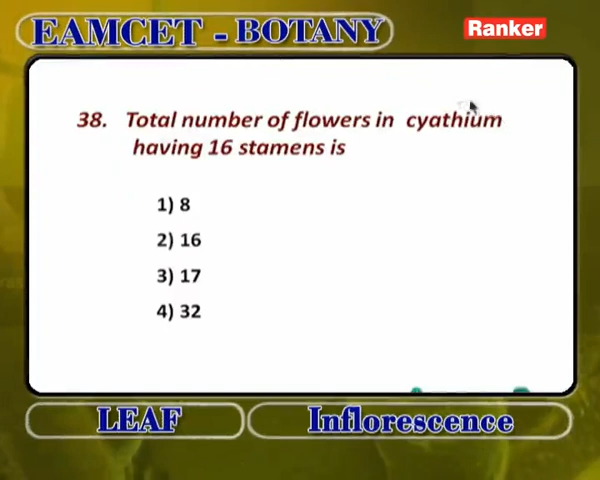 EAMCET - BOTANY
Ranker
38. Total number of flowers in cyathium
having 16 stamens is
1) 8
2) 16
3) 17
4) 32
LEAF
Inflorescence